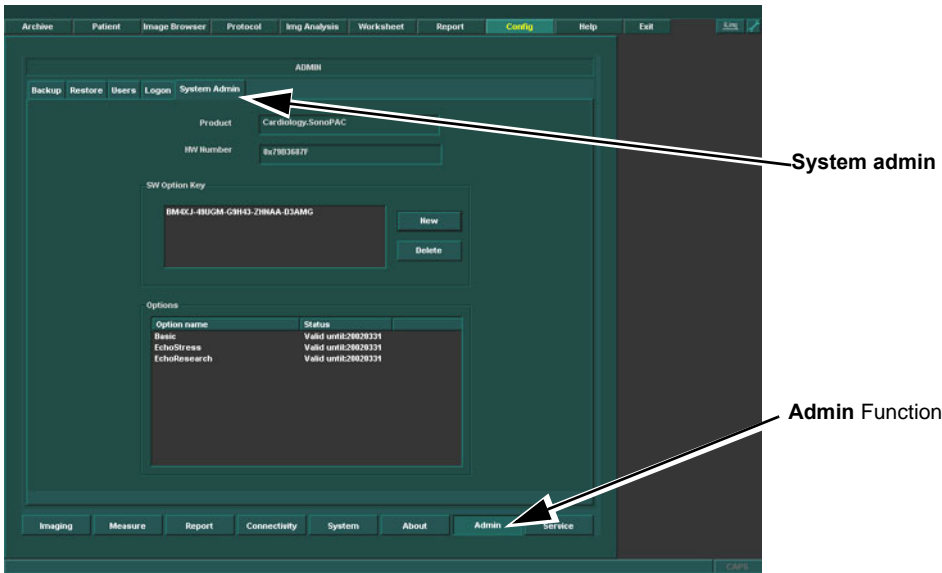 Archive Patient Image Browser Protocol Img Analysis Worksheet Report Config Help Exit
ADMIN
Backup Restore Users Logon System Admin
Product Cardiology.SonoPAC
HW Number 0x79B3687F
System admin
SW Option Key
BM4XJ-49UGM-G9H43-ZHNAA-D3AMG
New
Delete
Options
Option name Status
Basic Valid until:20020331
EchoStress Valid until:20020331
EchoResearch Valid until:20020331
Admin Function
Imaging Measure Report Connectivity System About Admin Service
CAPS